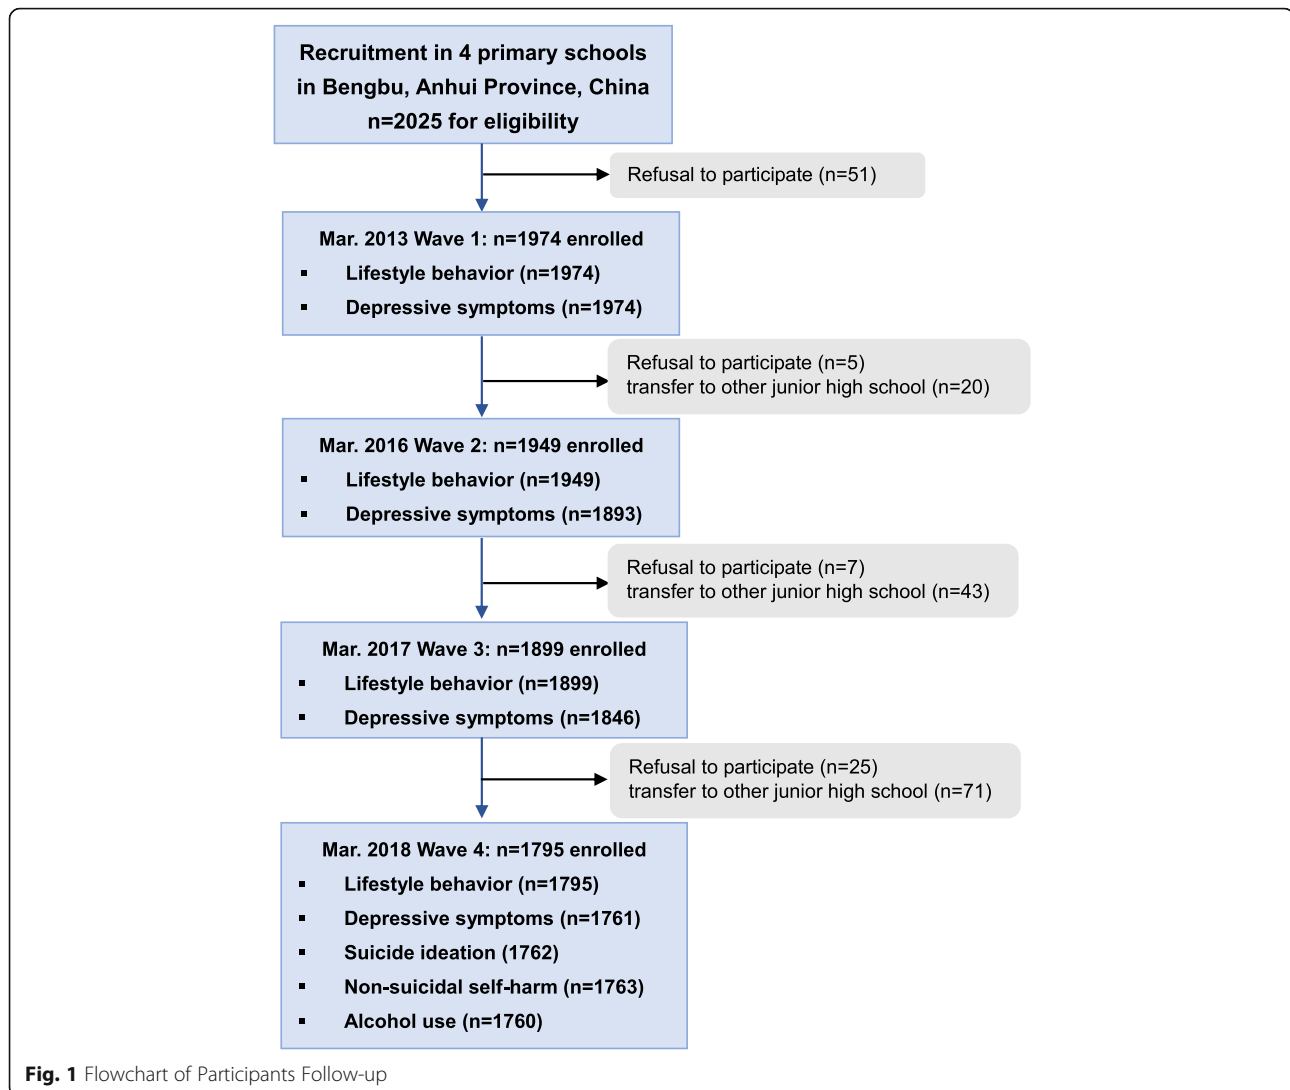 Recruitment in 4 primary schools
in Bengbu, Anhui Province, China
n=2025 for eligibility
Refusal to participate (n=51)
Mar. 2013 Wave 1: n=1974 enrolled
▪ Lifestyle behavior (n=1974)
▪ Depressive symptoms (n=1974)
Refusal to participate (n=5)
transfer to other junior high school (n=20)
Mar. 2016 Wave 2: n=1949 enrolled
▪ Lifestyle behavior (n=1949)
▪ Depressive symptoms (n=1893)
Refusal to participate (n=7)
transfer to other junior high school (n=43)
Mar. 2017 Wave 3: n=1899 enrolled
▪ Lifestyle behavior (n=1899)
▪ Depressive symptoms (n=1846)
Refusal to participate (n=25)
transfer to other junior high school (n=71)
Mar. 2018 Wave 4: n=1795 enrolled
▪ Lifestyle behavior (n=1795)
▪ Depressive symptoms (n=1761)
▪ Suicide ideation (1762)
▪ Non-suicidal self-harm (n=1763)
▪ Alcohol use (n=1760)
Fig. 1 Flowchart of Participants Follow-up